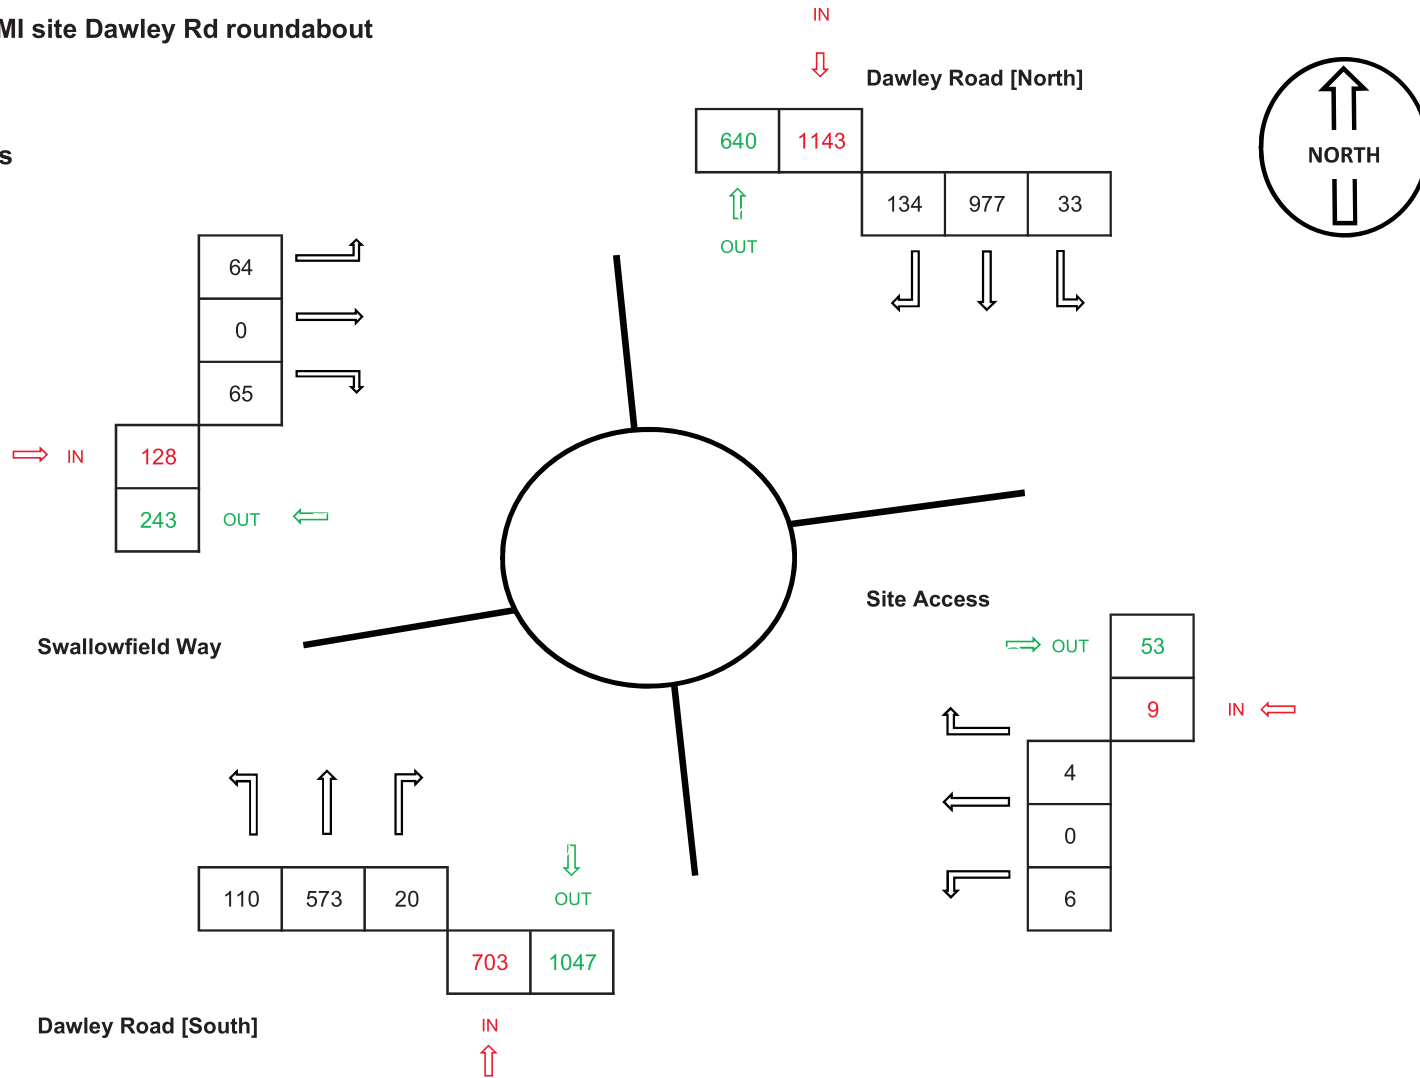 MI site Dawley Rd roundabout
s
IN
Dawley Road [North]
640 1143
134 977 33
OUT
NORTH
64
0
65
IN 128
243 OUT
Swallowfield Way
Site Access
OUT 53
9 IN
4
0
6
110 573 20
OUT
703 1047
Dawley Road [South]
IN